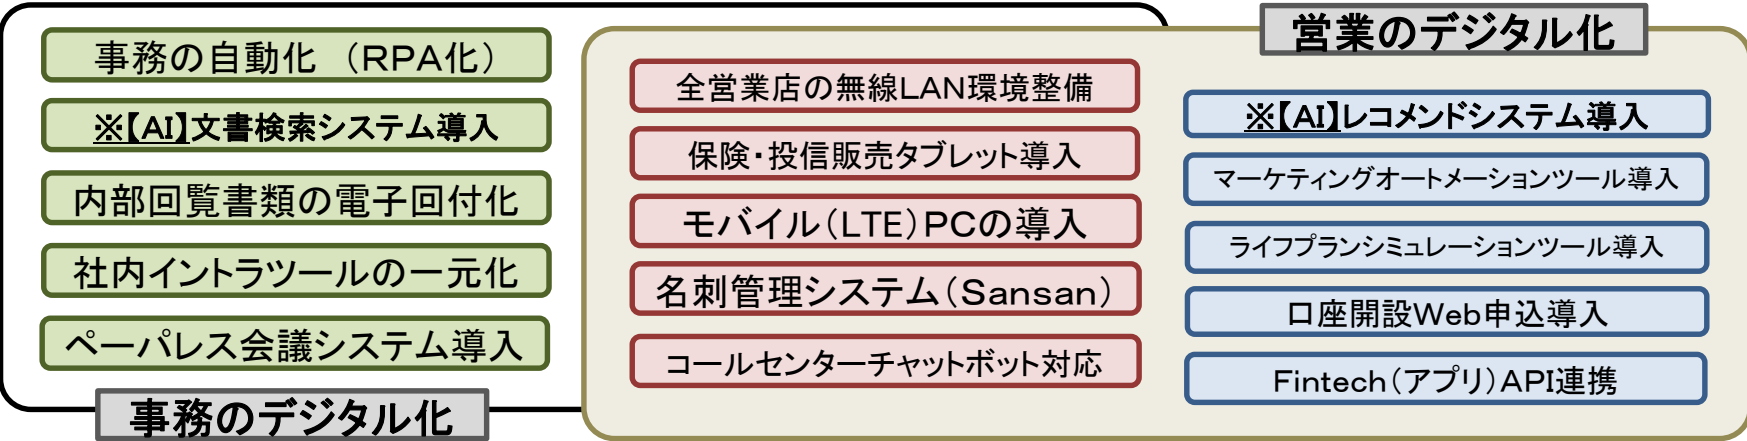 事務の自動化 （RPA化）
※【AI】文書検索システム導入
内部回覧書類の電子回付化
社内イントラツールの一元化
ペーパレス会議システム導入
事務のデジタル化
営業のデジタル化
全営業店の無線LAN環境整備
保険・投信販売タブレット導入
モバイル（LTE）PCの導入
名刺管理システム（Sansan）
コールセンターチャットボット対応
※【AI】レコメンドシステム導入
マーケティングオートメーションツール導入
ライフプランシミュレーションツール導入
口座開設Web申込導入
Fintech（アプリ）API連携